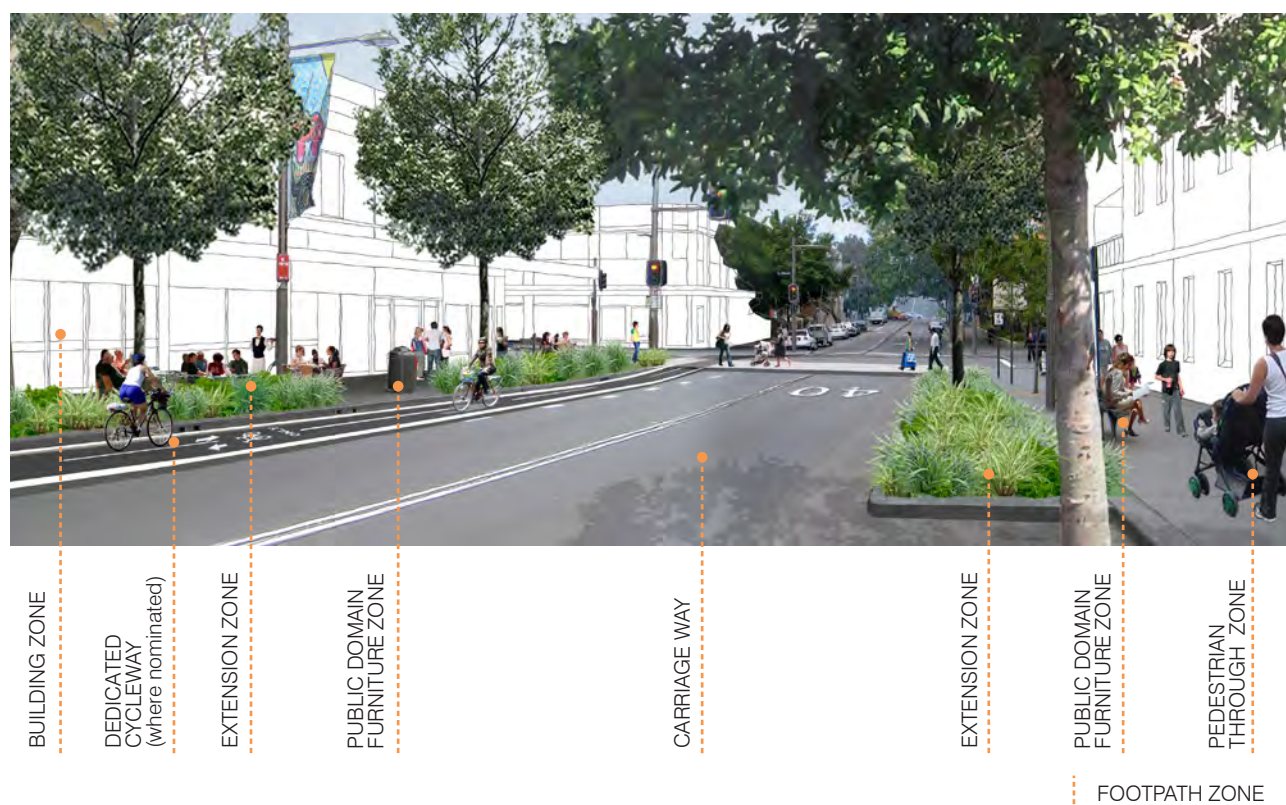 40
BUILDING ZONE
DEDICATED
CYCLEWAY
(where nominated)
EXTENSION ZONE
PUBLIC DOMAIN
FURNITURE ZONE
CARRIAGE WAY
EXTENSION ZONE
PUBLIC DOMAIN
FURNITURE ZONE
PEDESTRIAN
THROUGH ZONE
FOOTPATH ZONE